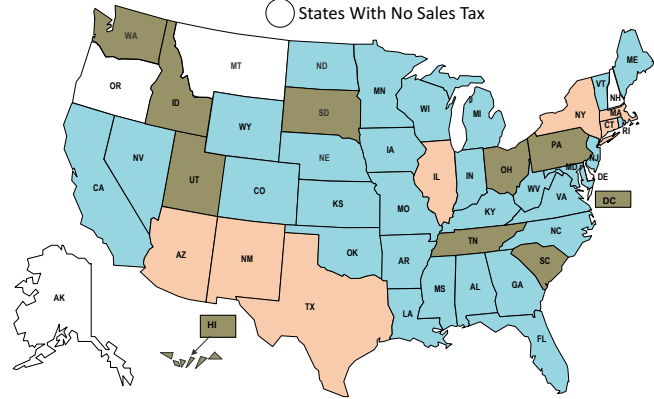 States With No Sales Tax
WA
MT
ND
MN
ME
VT
NH
OR
ID
SD
WI
MI
NY
MA
CT
RI
WY
IA
PA
NJ
NV
NE
IL
IN
OH
MD
DE
CA
UT
CO
KS
MO
KY
WV
VA
DC
AZ
NM
OK
AR
TN
NC
SC
TX
LA
MS
AL
GA
FL
AK
HI